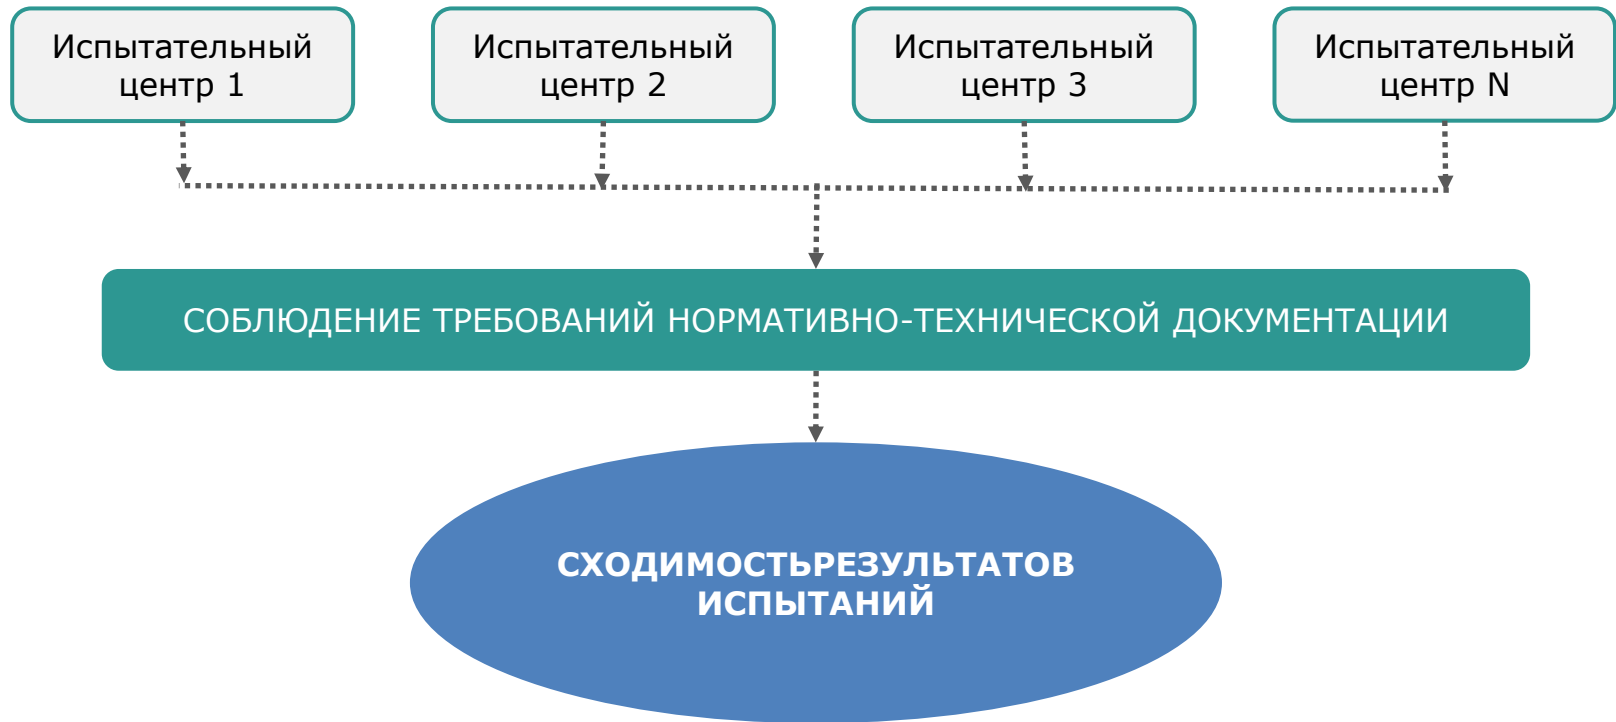 Испытательный
центр 1
Испытательный
центр 2
Испытательный
центр 3
Испытательный
центр N
СОБЛЮДЕНИЕ ТРЕБОВАНИЙ НОРМАТИВНО-ТЕХНИЧЕСКОЙ ДОКУМЕНТАЦИИ
СХОДИМОСТЬРЕЗУЛЬТАТОВ
ИСПЫТАНИЙ